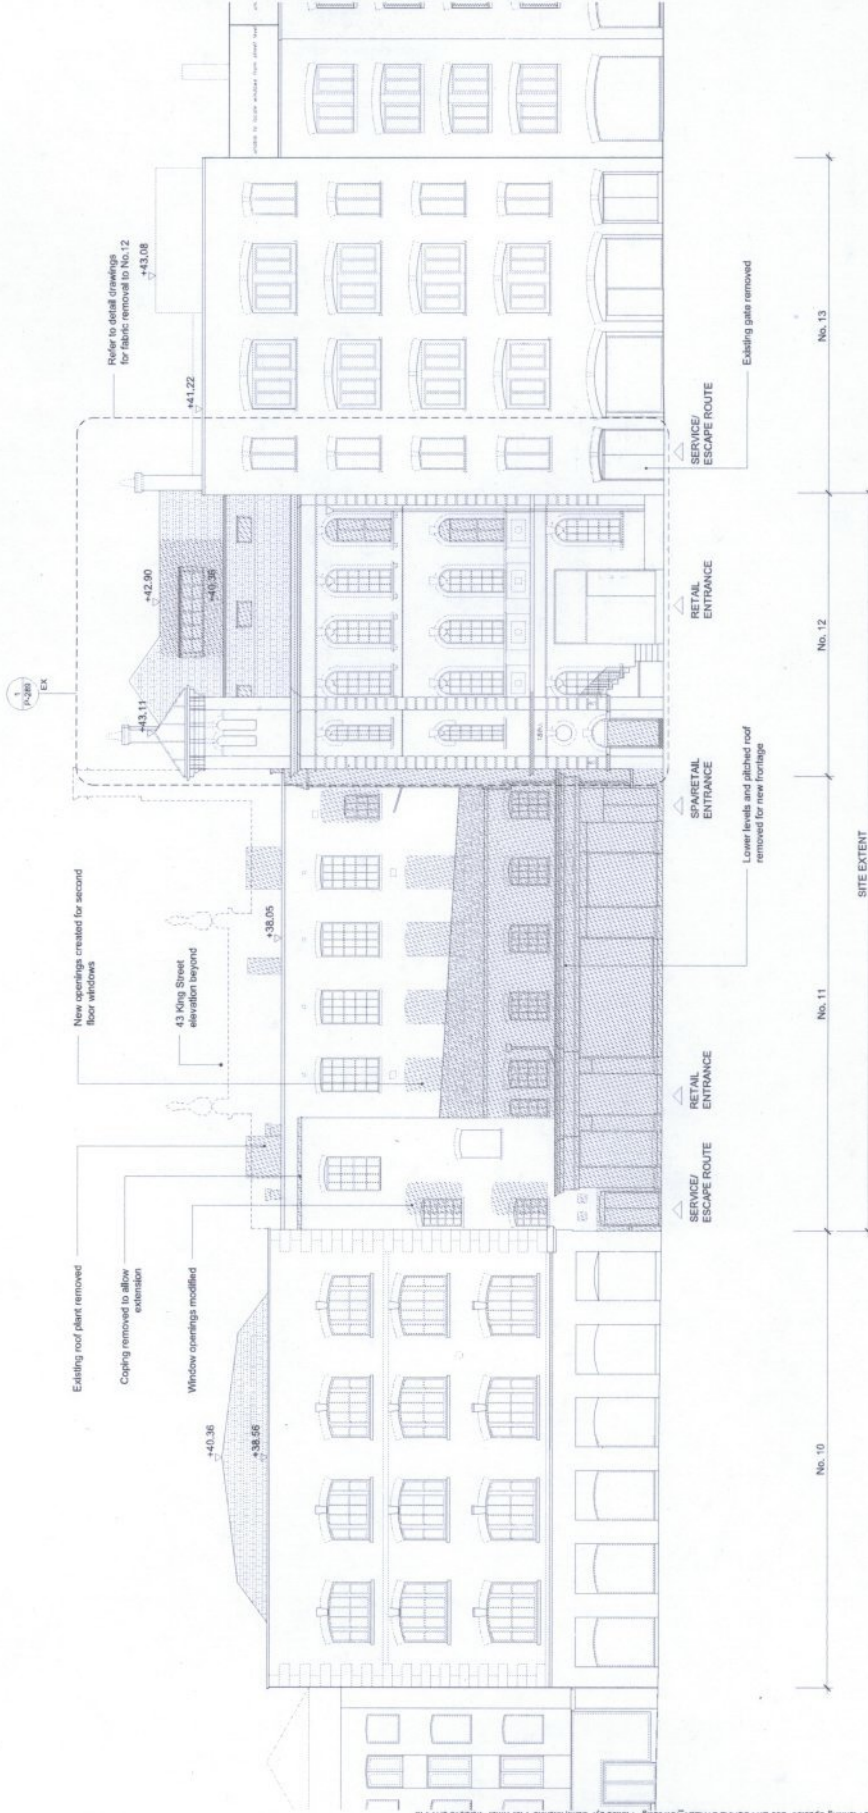 1
P-289
EX
Existing roof plant removed
Coping removed to allow
extension
Window openings modified
New openings created for second
floor windows
43 King Street
elevation beyond
Refer to detail drawings
for fabric removal to No.12
+40.36
+38.56
+38.05
+43.11
+42.90
+40.36
+41.22
+43.08
SERVICE/
ESCAPE ROUTE
RETAIL
ENTRANCE
SPA/RETAIL
ENTRANCE
RETAIL
ENTRANCE
SERVICE/
ESCAPE ROUTE
Lower levels and pitched roof
removed for new frontage
Existing gate removed
No. 10
No. 11
No. 12
No. 13
SITE EXTENT